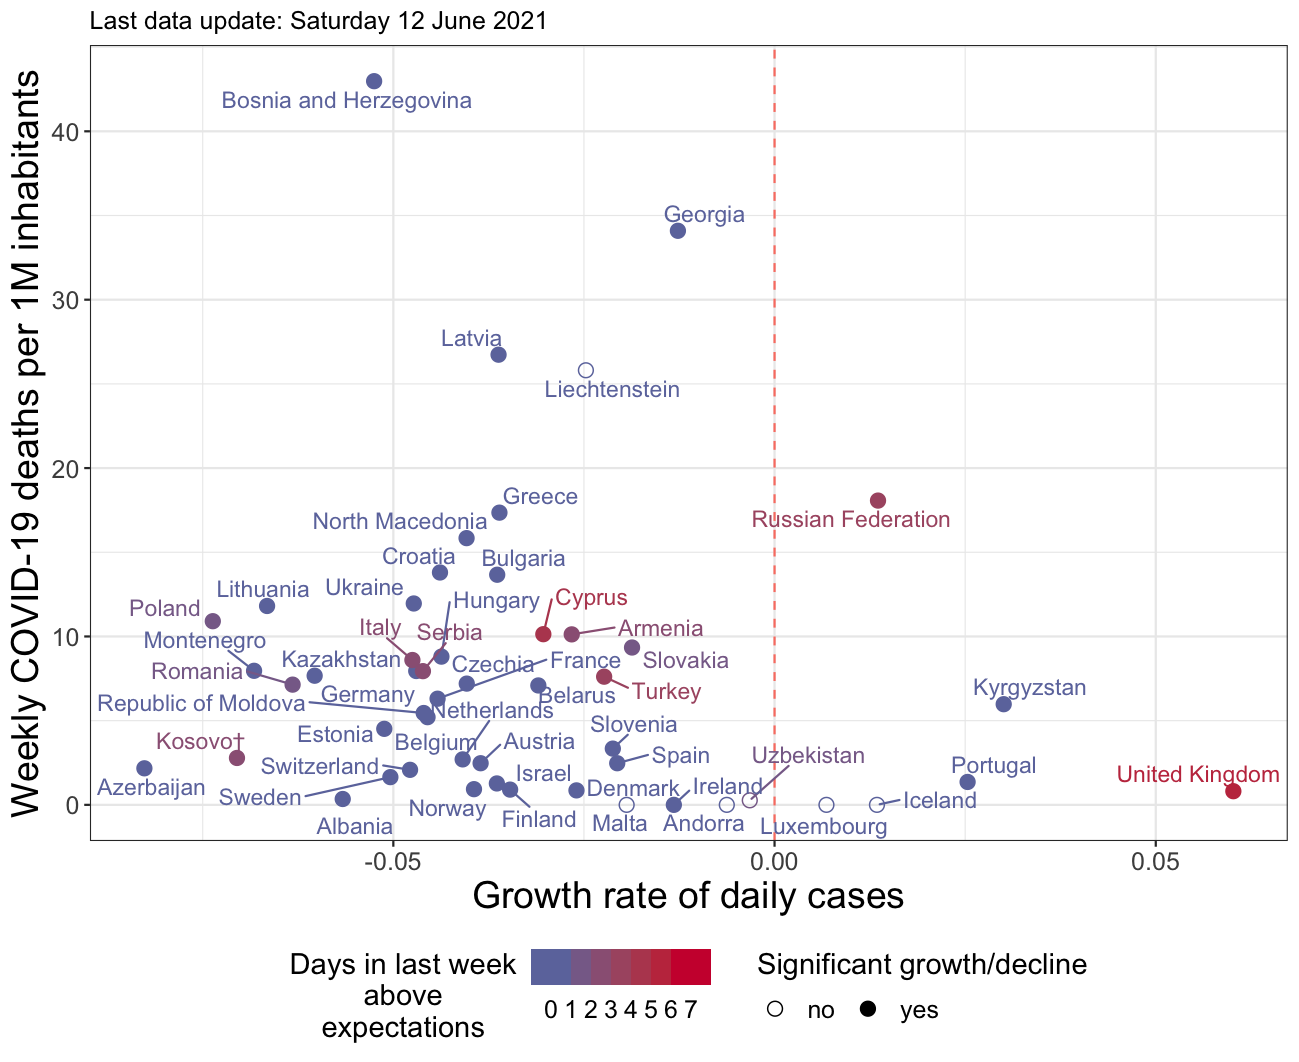 Last data update: Saturday 12 June 2021
Weekly COVID-19 deaths per 1M inhabitants
40
30
20
10
0
Bosnia and Herzegovina
Georgia
Latvia
Liechtenstein
Greece
Russian Federation
North Macedonia
Croatia
Bulgaria
Lithuania
Ukraine
Hungary
Cyprus
Poland
Italy
Serbia
Armenia
Montenegro
Kazakhstan
Czechia
France
Slovakia
Romania
Germany
Belarus
Turkey
Kyrgyzstan
Republic of Moldova
Netherlands
Slovenia
Kosovo†
Estonia
Belgium
Austria
Spain
Uzbekistan
Switzerland
Israel
Portugal
United Kingdom
Azerbaijan
Sweden
Norway
Denmark
Ireland
Iceland
Albania
Finland
Malta
Andorra
Luxembourg
-0.05
0.00
0.05
Growth rate of daily cases
Days in last week
above
expectations
0 1 2 3 4 5 6 7
Significant growth/decline
no
yes